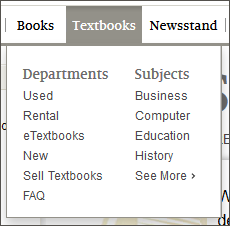 Books Textbooks Newsstand
Departments
Used
Rental
eTextbooks
New
Sell Textbooks
FAQ
Subjects
Business
Computer
Education
History
See More ›